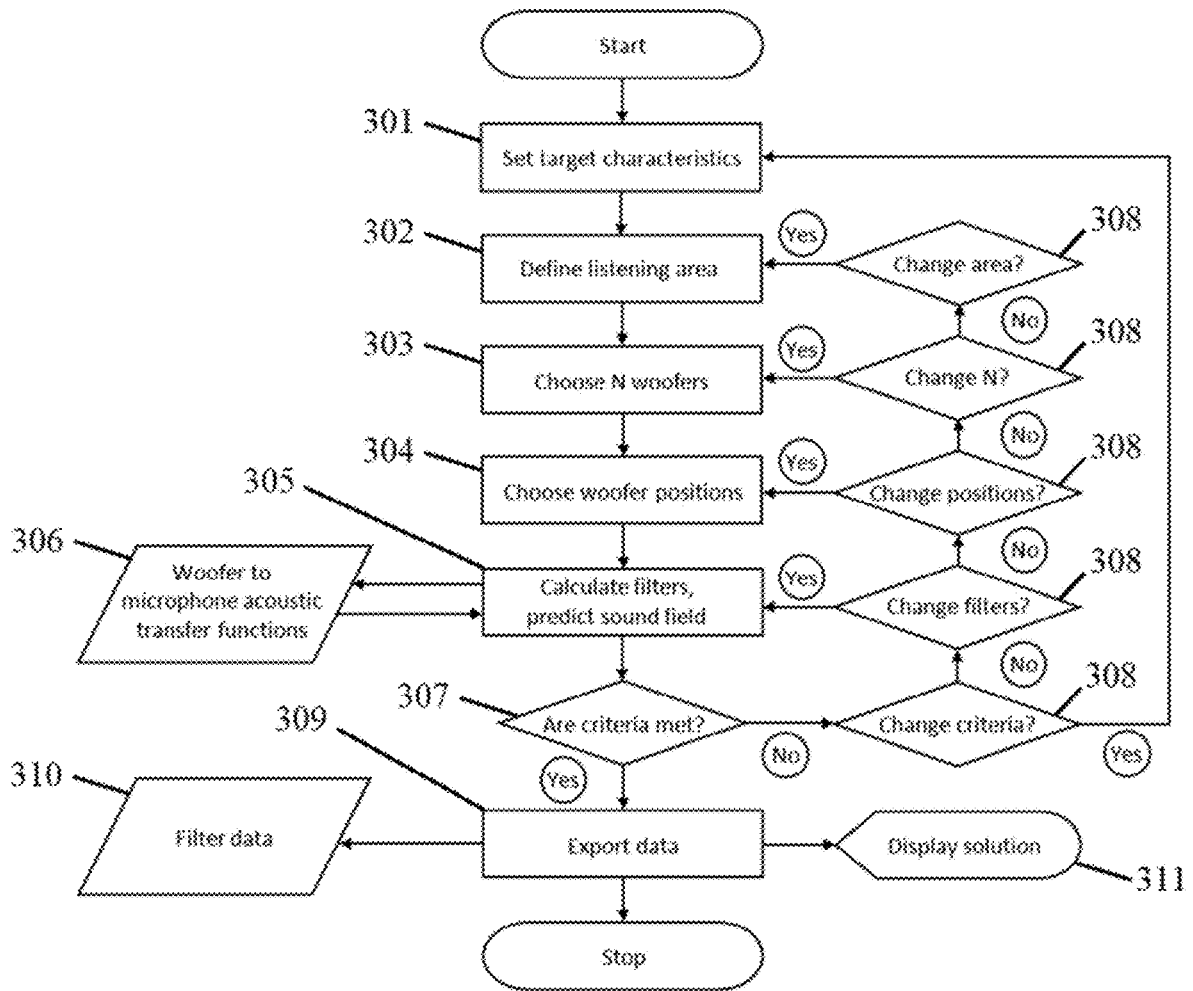 Start
301
Set target characteristics
302
Define listening area
Yes
Change area?
308
No
303
Choose N woofers
Yes
Change N?
308
No
304
Choose woofer positions
Yes
Change positions?
308
No
305
306
Woofer to
microphone acoustic
transfer functions
Calculate filters,
predict sound field
Yes
Change filters?
308
No
307
Are criteria met?
No
Change criteria?
308
Yes
Yes
309
310
Filter data
Export data
Display solution
311
Stop